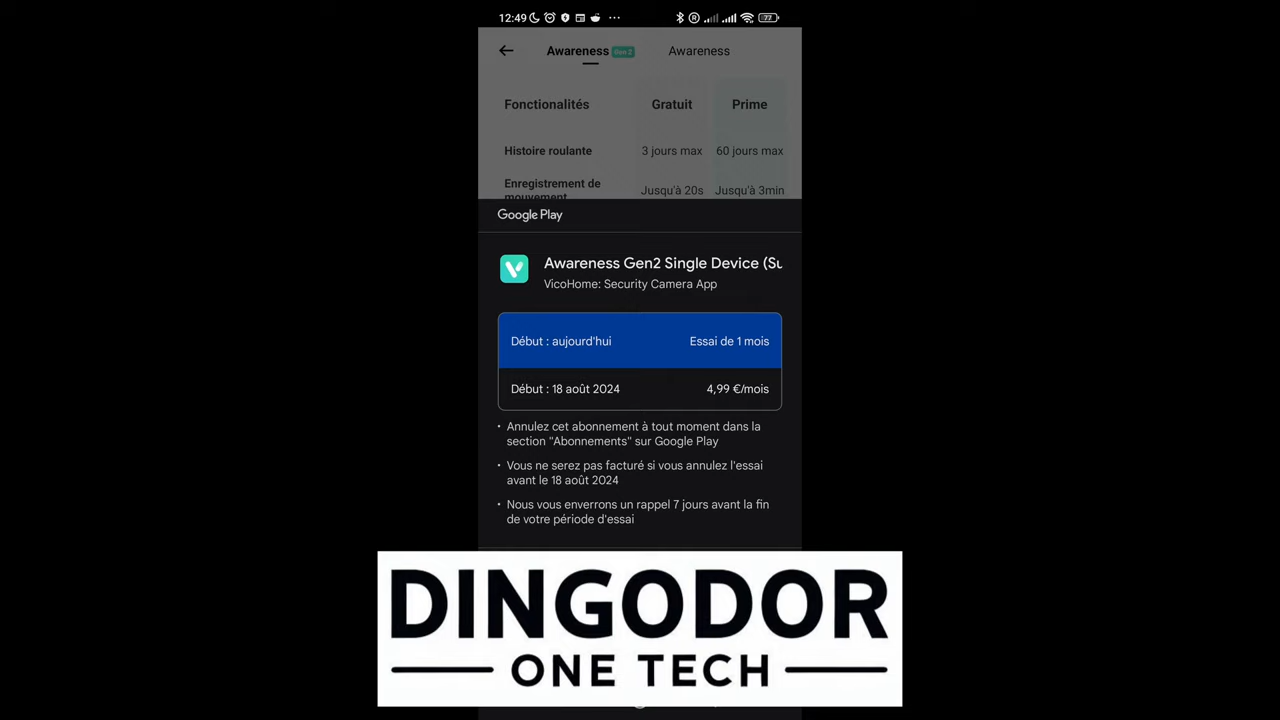 12:49
77
Awareness Gen 2 Awareness
Fonctionalités Gratuit Prime
Histoire roulante 3 jours max 60 jours max
Enregistrement de
mouvement Jusqu'à 20s Jusqu'à 3min
Google Play
Awareness Gen2 Single Device (Su
VicoHome: Security Camera App
Début : aujourd'hui Essai de 1 mois
Début : 18 août 2024 4,99 €/mois
• Annulez cet abonnement à tout moment dans la
section "Abonnements" sur Google Play
• Vous ne serez pas facturé si vous annulez l'essai
avant le 18 août 2024
• Nous vous enverrons un rappel 7 jours avant la fin
de votre période d'essai
DINGODOR
ONE TECH